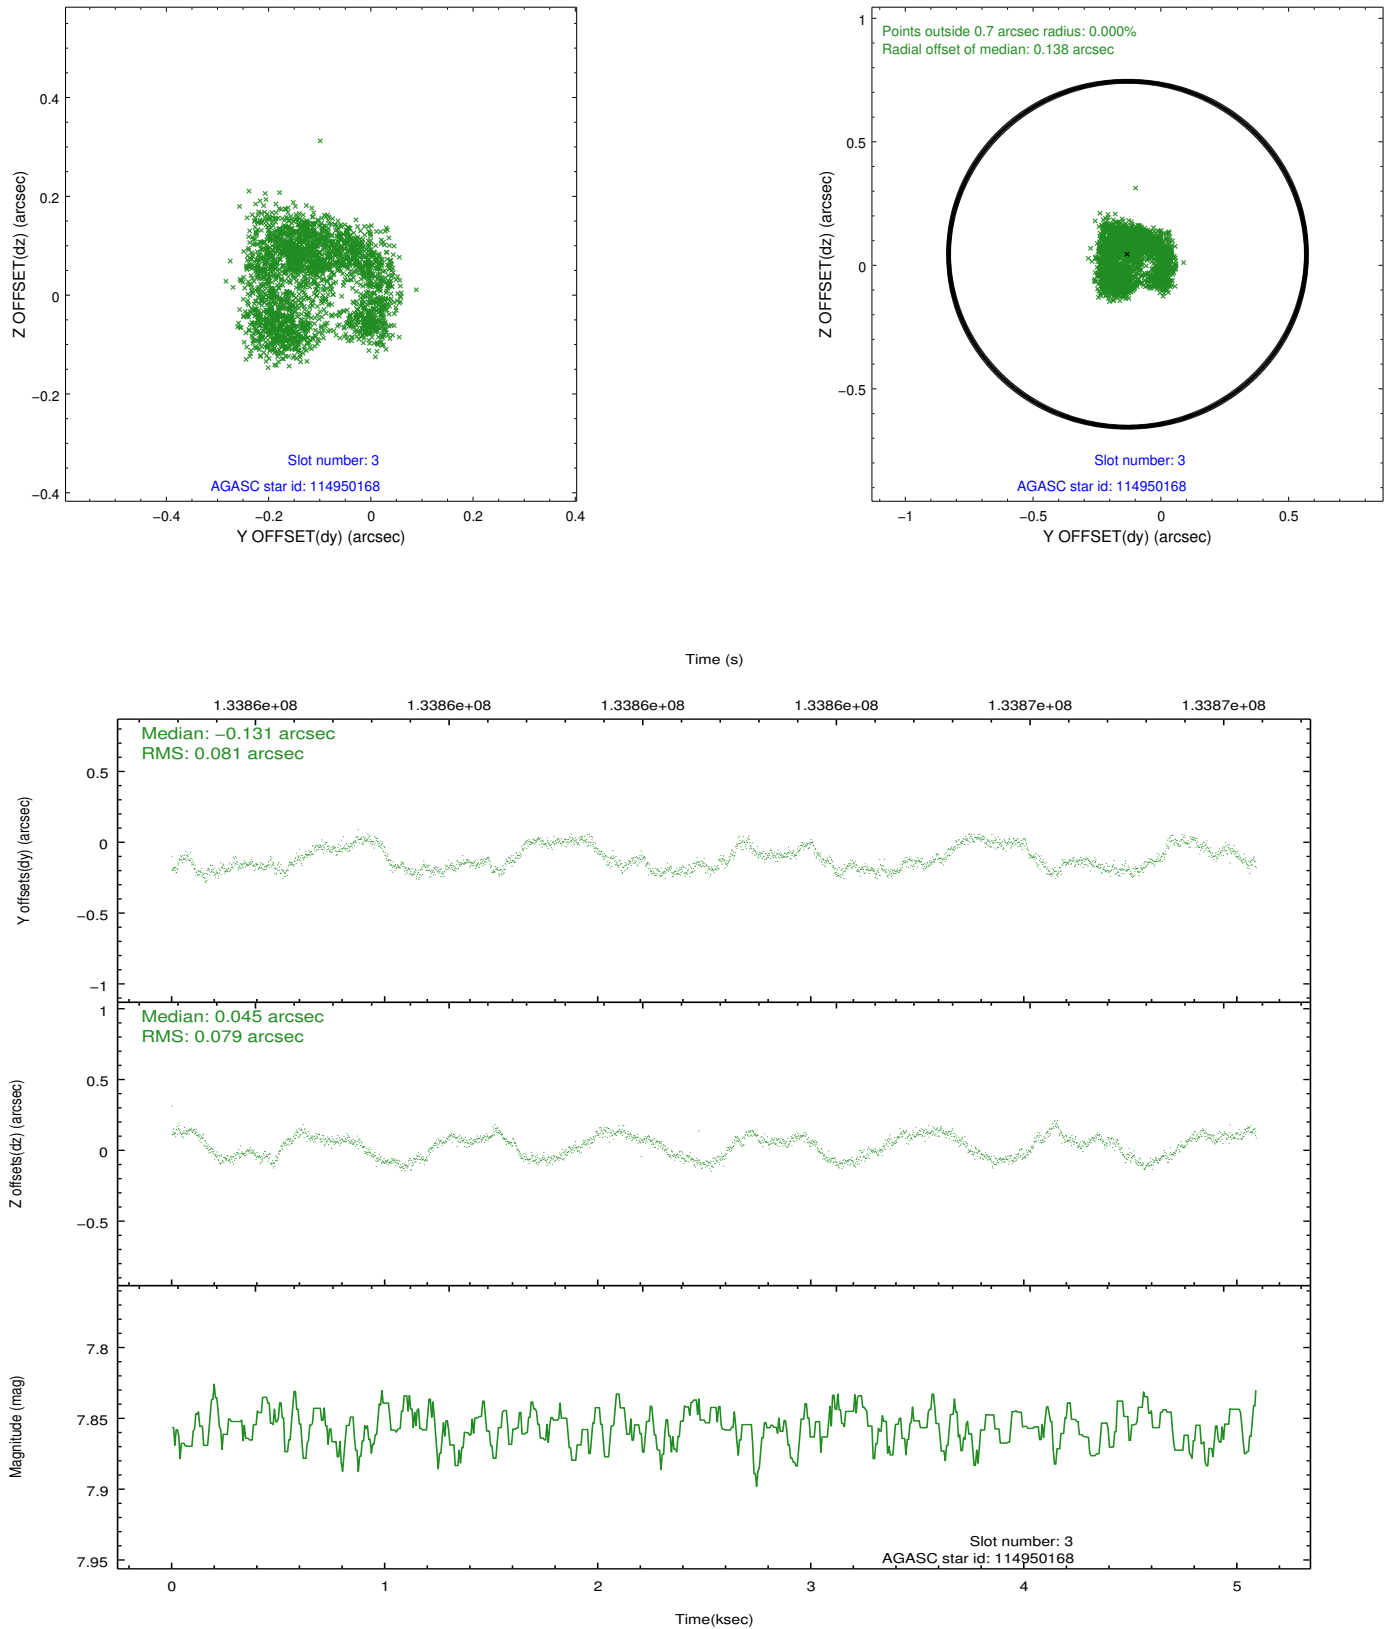 0.4
0.2
0
−0.2
−0.4
Z OFFSET(dz) (arcsec)
Slot number: 3
AGASC star id: 114950168
−0.4 −0.2 0 0.2 0.4
Y OFFSET(dy) (arcsec)
Points outside 0.7 arcsec radius: 0.000%
Radial offset of median: 0.138 arcsec
1
0.5
0
−0.5
Z OFFSET(dz) (arcsec)
Slot number: 3
AGASC star id: 114950168
−1 −0.5 0 0.5
Y OFFSET(dy) (arcsec)
Time (s)
1.3386e+08 1.3386e+08 1.3386e+08 1.3386e+08 1.3387e+08 1.3387e+08
Median: −0.131 arcsec
RMS: 0.081 arcsec
0.5
0
−0.5
−1
Y offsets(dy) (arcsec)
Median: 0.045 arcsec
RMS: 0.079 arcsec
1
0.5
0
−0.5
Z offsets(dz) (arcsec)
7.8
7.85
7.9
7.95
Magnitude (mag)
Slot number: 3
AGASC star id: 114950168
0 1 2 3 4 5
Time(ksec)